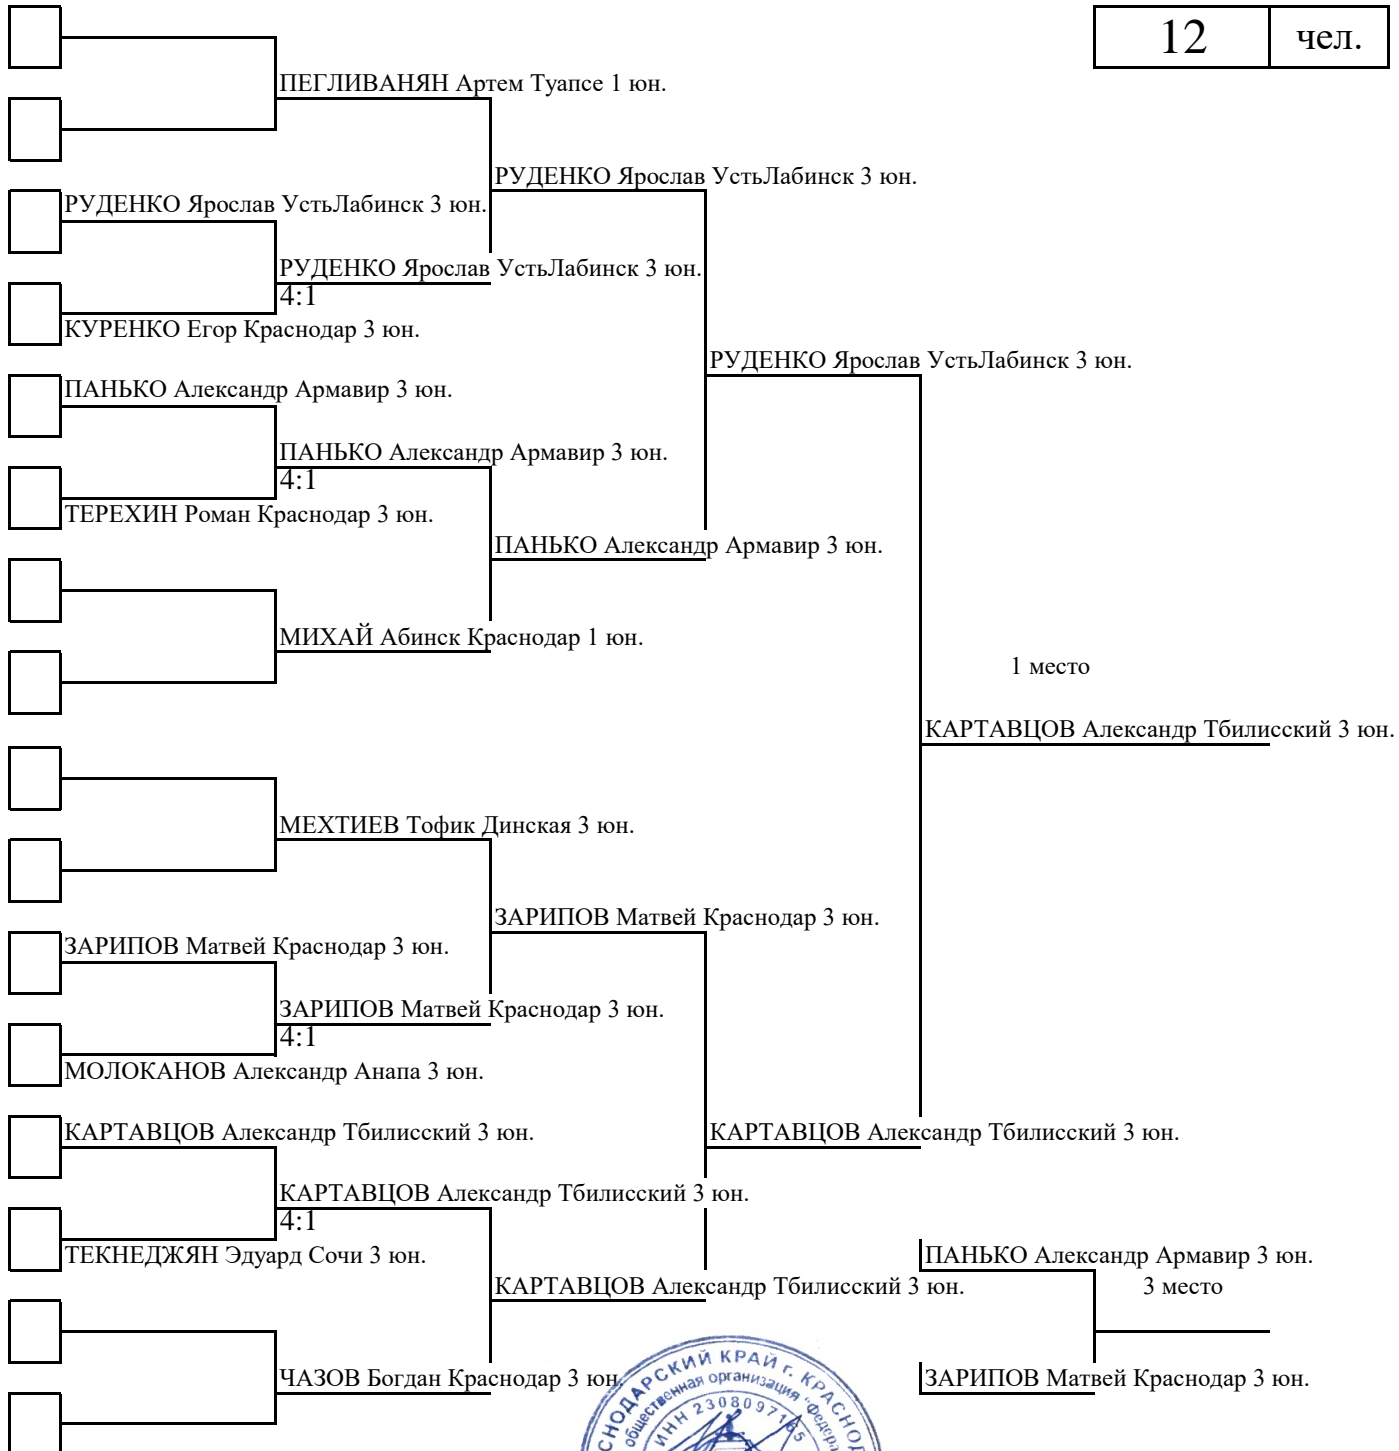 12 чел.
ПЕГЛИВАНЯН Артем Туапсе 1 юн.
РУДЕНКО Ярослав УстьЛабинск 3 юн.
РУДЕНКО Ярослав УстьЛабинск 3 юн.
РУДЕНКО Ярослав УстьЛабинск 3 юн.
4:1
КУРЕНКО Егор Краснодар 3 юн.
РУДЕНКО Ярослав УстьЛабинск 3 юн.
ПАНЬКО Александр Армавир 3 юн.
ПАНЬКО Александр Армавир 3 юн.
4:1
ТЕРЕХИН Роман Краснодар 3 юн.
ПАНЬКО Александр Армавир 3 юн.
МИХАЙ Абинск Краснодар 1 юн.
1 место
КАРТАВЦОВ Александр Тбилисский 3 юн.
МЕХТИЕВ Тофик Динская 3 юн.
ЗАРИПОВ Матвей Краснодар 3 юн.
ЗАРИПОВ Матвей Краснодар 3 юн.
ЗАРИПОВ Матвей Краснодар 3 юн.
4:1
МОЛОКАНОВ Александр Анапа 3 юн.
КАРТАВЦОВ Александр Тбилисский 3 юн.
КАРТАВЦОВ Александр Тбилисский 3 юн.
КАРТАВЦОВ Александр Тбилисский 3 юн.
4:1
ТЕКНЕДЖЯН Эдуард Сочи 3 юн.
ПАНЬКО Александр Армавир 3 юн.
КАРТАВЦОВ Александр Тбилисский 3 юн.
3 место
ЧАЗОВ Богдан Краснодар 3 юн.
ЗАРИПОВ Матвей Краснодар 3 юн.
КРАЙ г.
общественная организация
ИНН 2308097165